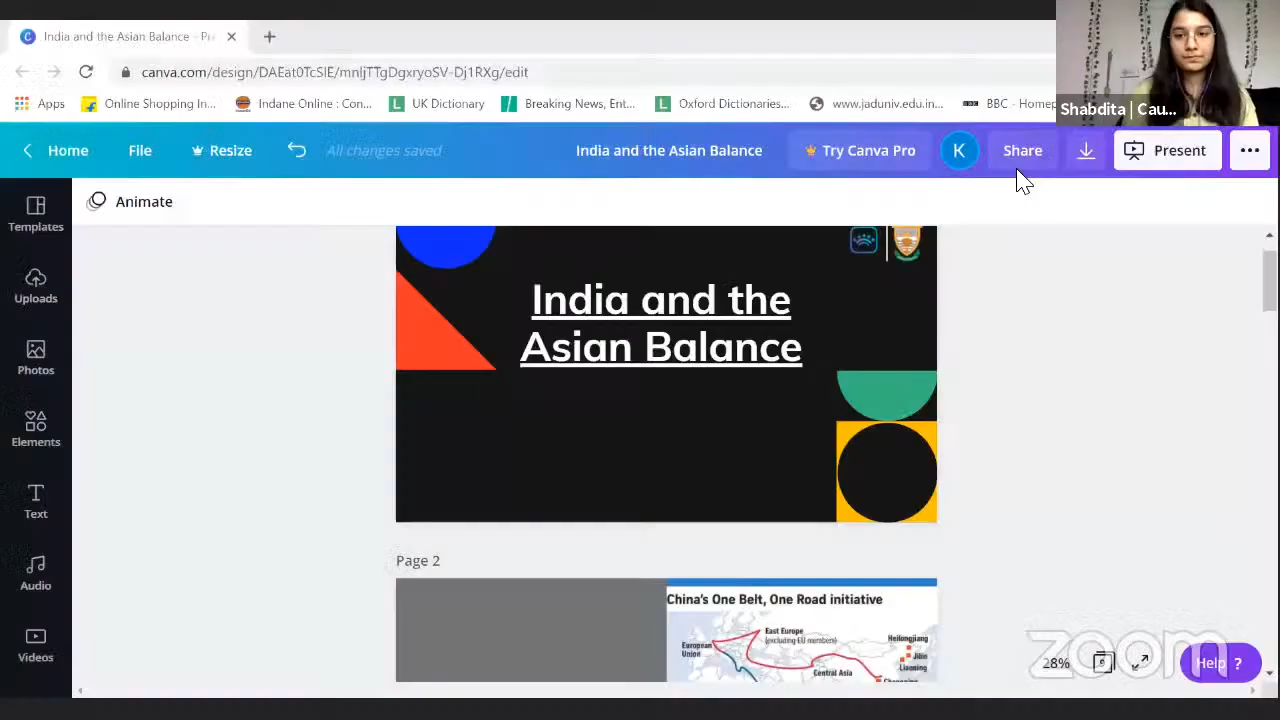 India and the Asian Balance - Pr
canva.com/design/DAEat0TcSlE/mnljTTgDgxryoSV-Dj1RXg/edit
Apps
Online Shopping In...
Indane Online : Con...
UK Dictionary
Breaking News, Ent...
Oxford Dictionaries...
www.jaduniv.edu.in...
BBC - Homep
Shabdita | Cau...
Home
File
Resize
All changes saved
India and the Asian Balance
Try Canva Pro
K
Share
Present
Animate
Templates
Uploads
Photos
Elements
Text
Audio
Videos
India and the
Asian Balance
Page 2
China's One Belt, One Road initiative
East Europe
(excluding EU members)
European
Union
Heilongjiang
Jilin
Liaoning
Central Asia
zoom
28%
Help ?